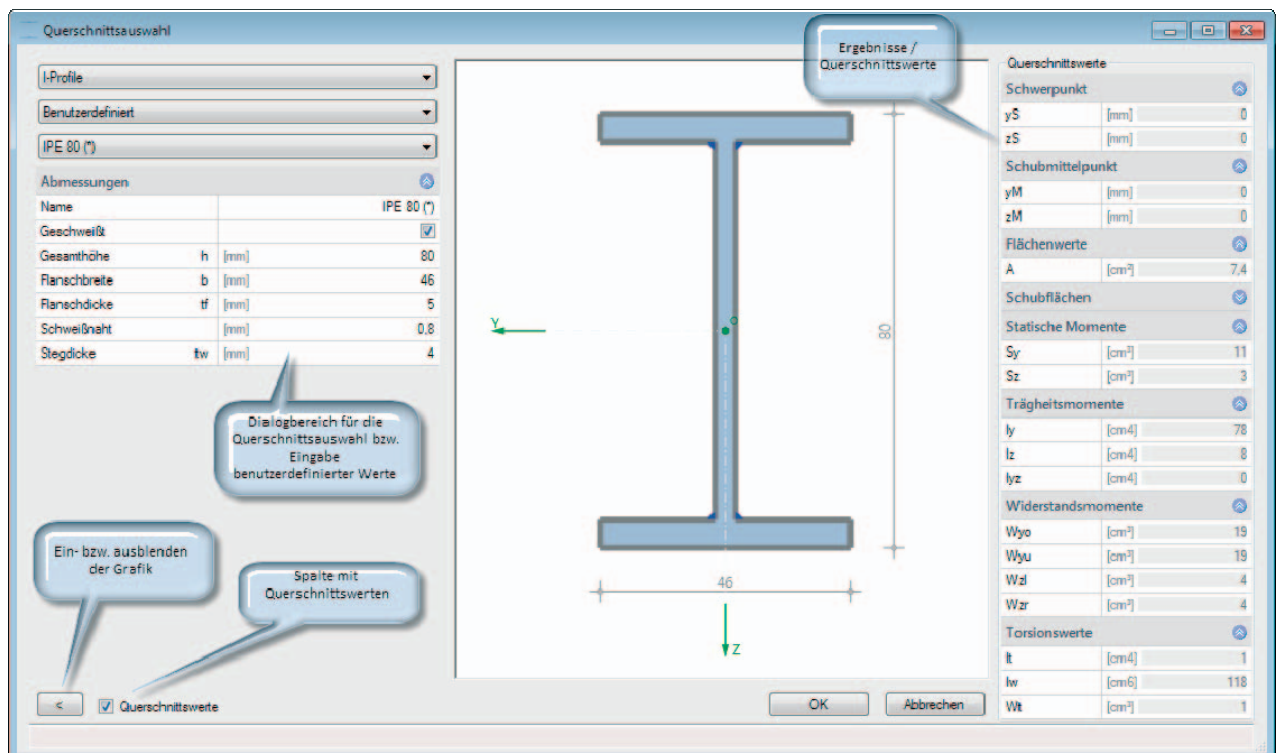 Querschnittsauswahl
I-Profile
Benutzerdefiniert
IPE 80 (*)
Abmessungen
Name IPE 80 (*)
Geschweißt
Gesamthöhe h [mm] 80
Flanschbreite b [mm] 46
Flanschdicke tf [mm] 5
Schweißnaht [mm] 0,8
Stegdicke tw [mm] 4
Dialogbereich für die
Querschnittsauswahl bzw.
Eingabe
benutzerdefinierter Werte
Ein- bzw. ausblenden
der Grafik
Spalte mit
Querschnittswerten
<
Querschnittswerte
Ergebnisse /
Querschnittswerte
Y
80
46
Z
OK
Abbrechen
Querschnittswerte
Schwerpunkt
yS [mm] 0
zS [mm] 0
Schubmittelpunkt
yM [mm] 0
zM [mm] 0
Flächenwerte
A [cm²] 7,4
Schubflächen
Statische Momente
Sy [cm³] 11
Sz [cm³] 3
Trägheitsmomente
Iy [cm4] 78
Iz [cm4] 8
Iyz [cm4] 0
Widerstandsmomente
Wyo [cm³] 19
Wyu [cm³] 19
Wzl [cm³] 4
Wzr [cm³] 4
Torsionswerte
It [cm4] 1
Iw [cm6] 118
Wt [cm³] 1